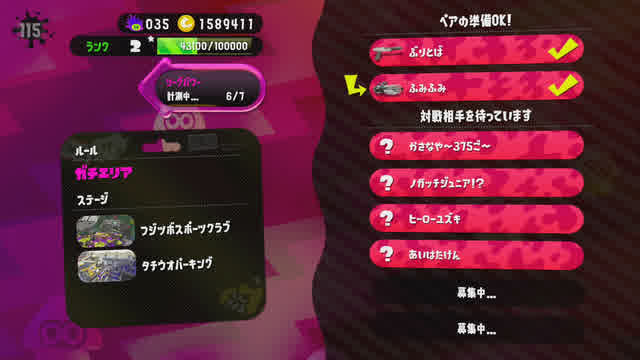 115
035
1589411
ランク 2
43100/100000
リーグパワー
計測中... 6/7
ルール
ガチエリア
ステージ
フジツボスポーツクラブ
タチウオパーキング
ペアの準備OK!
ぷりとば
ふみふみ
対戦相手を待っています
? かさなや~375ご~
? ノガッチジュニア!?
? ヒーローユズキ
? あいはたけん
募集中...
募集中...